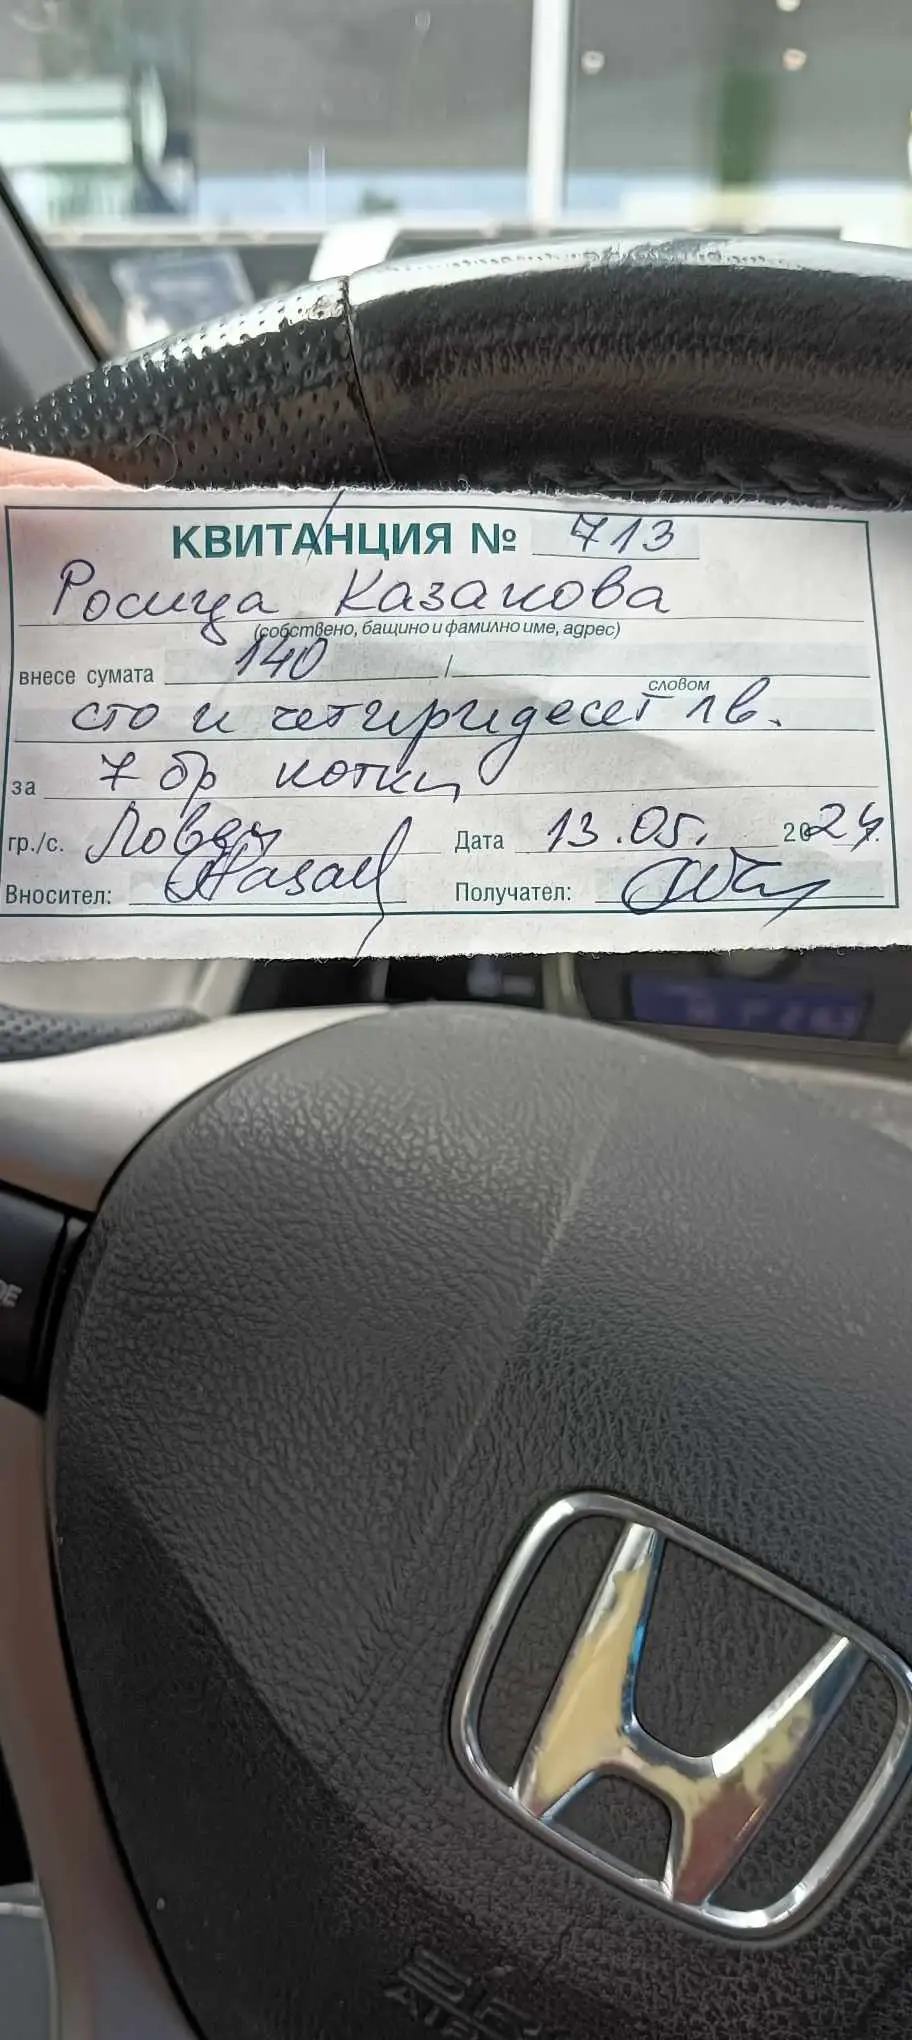 КВИТАНЦИЯ № 713
Росица Казакова
(собствено, бащино и фамилно име, адрес)
внесе сумата 140 /
словом
сто и четиридесет лв.
за 7 бр котки
гр./с. Ловеч Дата 13.05. 2024.
Вносител: Получател: